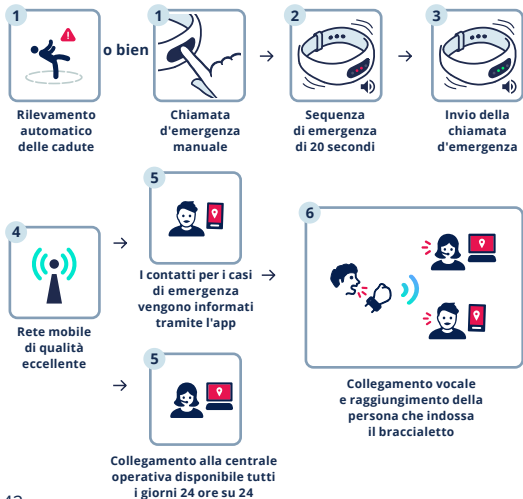 1
o bien
1
2
3
Rilevamento
automatico
delle cadute
Chiamata
d'emergenza
manuale
Sequenza
di emergenza
di 20 secondi
Invio della
chiamata
d'emergenza
4
Rete mobile
di qualità
eccellente
5
I contatti per i casi
di emergenza
vengono informati
tramite l'app
5
Collegamento alla centrale
operativa disponibile tutti
i giorni 24 ore su 24
6
Collegamento vocale
e raggiungimento della
persona che indossa
il braccialetto